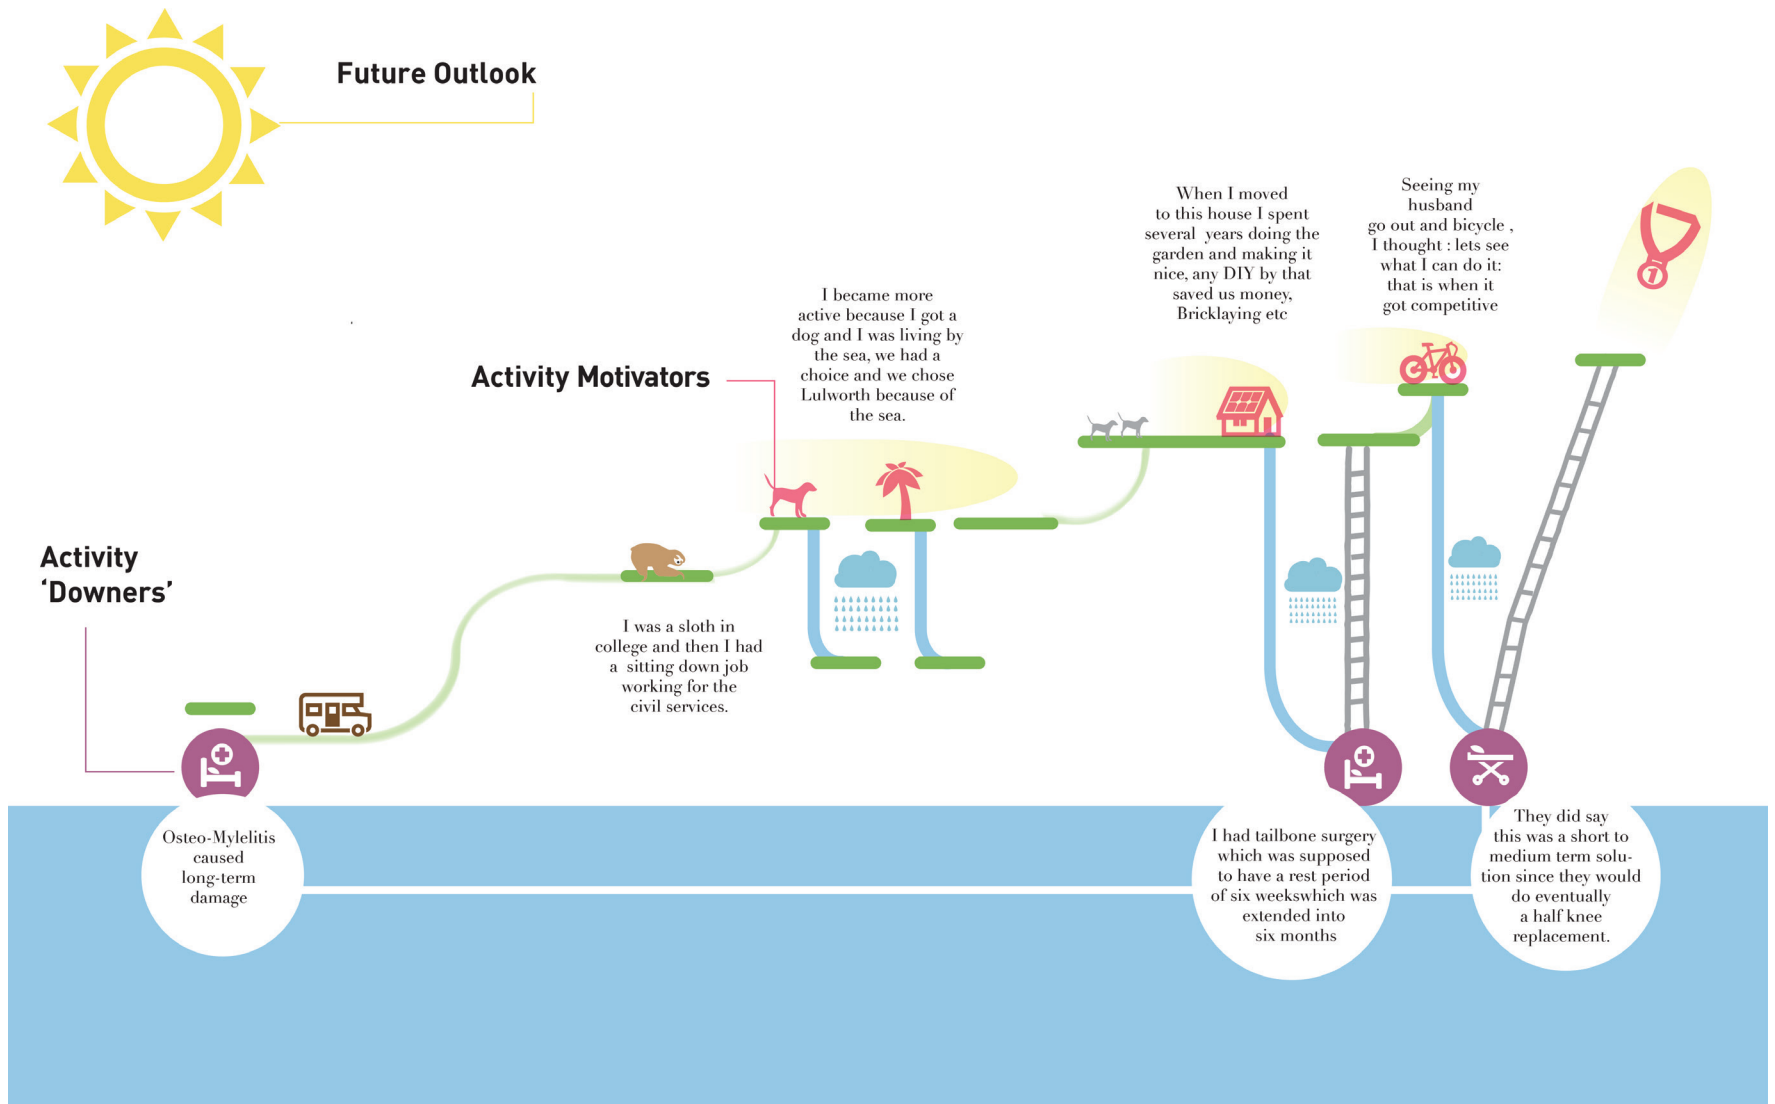 Future Outlook
When I moved
to this house I spent
several years doing the
garden and making it
nice, any DIY by that
saved us money,
Bricklaying etc
Seeing my
husband
go out and bicycle ,
I thought : lets see
what I can do it:
that is when it
got competitive
1
I became more
active because I got a
dog and I was living by
the sea, we had a
choice and we chose
Lulworth because of
the sea.
Activity Motivators
Activity
‘Downers’
I was a sloth in
college and then I had
a sitting down job
working for the
civil services.
Osteo-Mylelitis
caused
long-term
damage
I had tailbone surgery
which was supposed
to have a rest period
of six weekswhich was
extended into
six months
They did say
this was a short to
medium term solu-
tion since they would
do eventually
a half knee
replacement.